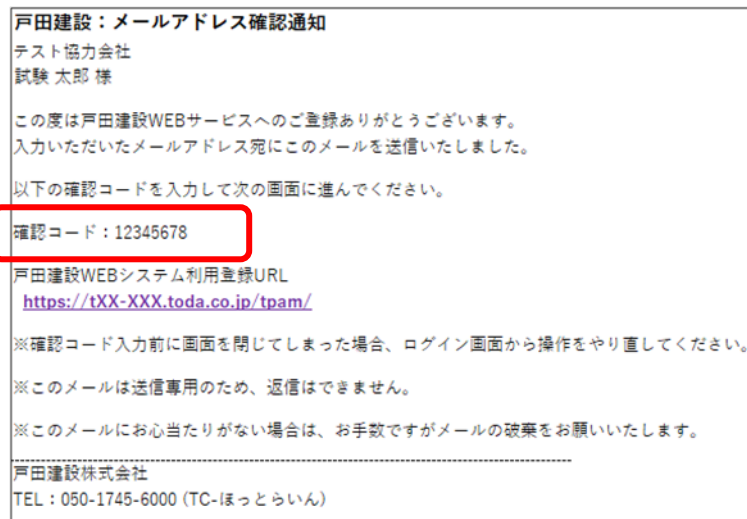 戸田建設：メールアドレス確認通知
テスト協力会社
試験 太郎 様
この度は戸田建設WEBサービスへのご登録ありがとうございます。
入力いただいたメールアドレス宛にこのメールを送信いたしました。
以下の確認コードを入力して次の画面に進んでください。
確認コード：12345678
戸田建設WEBシステム利用登録URL
https://tXX-XXX.toda.co.jp/tpam/
※確認コード入力前に画面を閉じてしまった場合、ログイン画面から操作をやり直してください。
※このメールは送信専用のため、返信はできません。
※このメールにお心当たりがない場合は、お手数ですがメールの破棄をお願いいたします。
戸田建設株式会社
TEL：050-1745-6000 (TC-ほっとらいん)